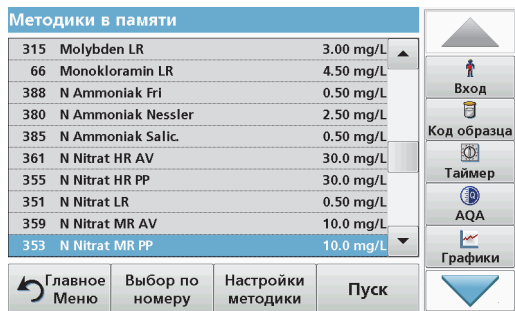 Методики в памяти
315 Molybden LR 3.00 mg/L
66 Monokloramin LR 4.50 mg/L
388 N Ammoniak Fri 0.50 mg/L
380 N Ammoniak Nessler 2.50 mg/L
385 N Ammoniak Salic. 0.50 mg/L
361 N Nitrat HR AV 30.0 mg/L
355 N Nitrat HR PP 30.0 mg/L
351 N Nitrat LR 0.50 mg/L
359 N Nitrat MR AV 10.0 mg/L
353 N Nitrat MR PP 10.0 mg/L
Главное
Меню
Выбор по
номеру
Настройки
методики
Пуск
Вход
Код образца
Таймер
AQA
Графики